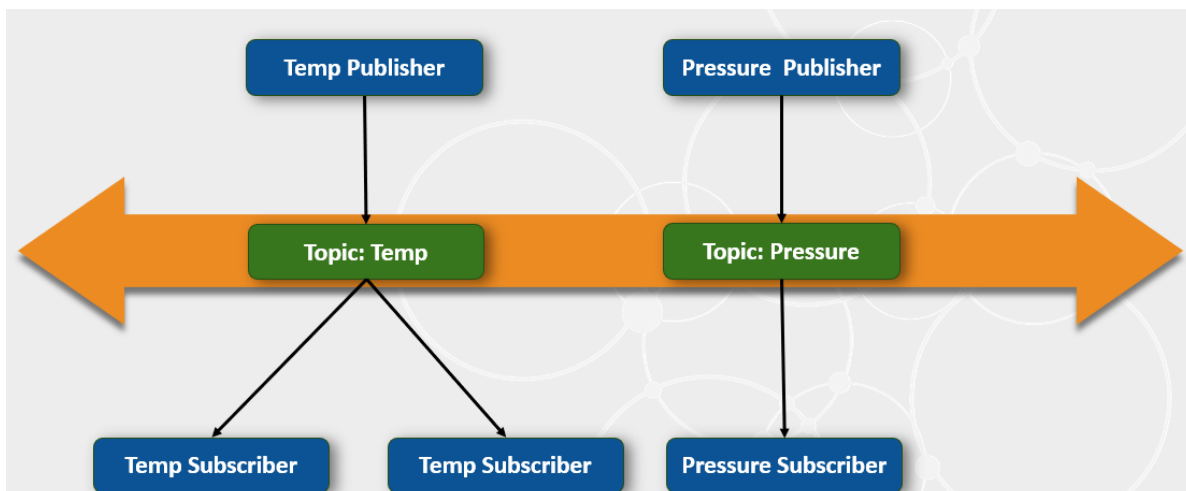 Temp Publisher
Pressure Publisher
Topic: Temp
Topic: Pressure
Temp Subscriber
Temp Subscriber
Pressure Subscriber